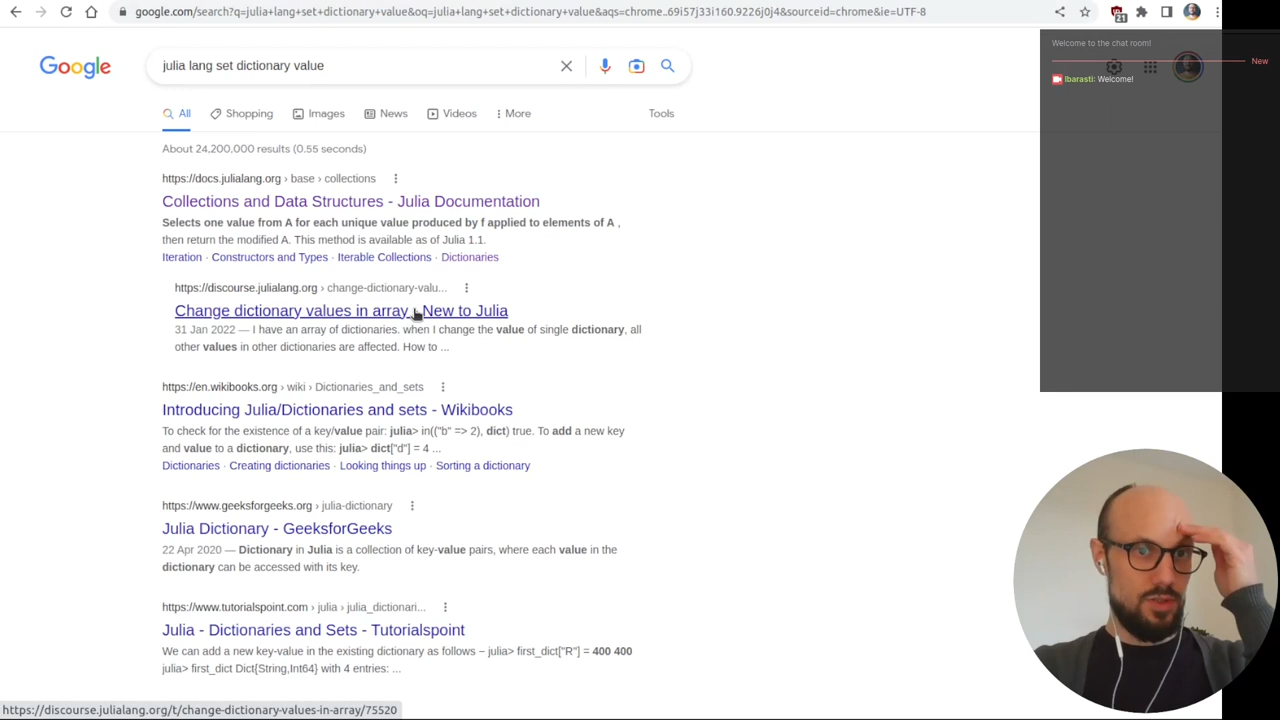 google.com/search?q=julia+lang+set+dictionary+value&oq=julia+lang+set+dictionary+value&aqs=chrome..69i57j33i160.9226j0j4&sourceid=chrome&ie=UTF-8
21
Welcome to the chat room!
New
lbarasti: Welcome!
Google
julia lang set dictionary value
All
Shopping
Images
News
Videos
More
Tools
About 24,200,000 results (0.55 seconds)
https://docs.julialang.org › base › collections
Collections and Data Structures - Julia Documentation
Selects one value from A for each unique value produced by f applied to elements of A ,
then return the modified A. This method is available as of Julia 1.1.
Iteration · Constructors and Types · Iterable Collections · Dictionaries
https://discourse.julialang.org › change-dictionary-valu...
Change dictionary values in array - New to Julia
31 Jan 2022 — I have an array of dictionaries. when I change the value of single dictionary, all
other values in other dictionaries are affected. How to ...
https://en.wikibooks.org › wiki › Dictionaries_and_sets
Introducing Julia/Dictionaries and sets - Wikibooks
To check for the existence of a key/value pair: julia> in(("b" => 2), dict) true. To add a new key
and value to a dictionary, use this: julia> dict["d"] = 4 ...
Dictionaries · Creating dictionaries · Looking things up · Sorting a dictionary
https://www.geeksforgeeks.org › julia-dictionary
Julia Dictionary - GeeksforGeeks
22 Apr 2020 — Dictionary in Julia is a collection of key-value pairs, where each value in the
dictionary can be accessed with its key.
https://www.tutorialspoint.com › julia › julia_dictionari...
Julia - Dictionaries and Sets - Tutorialspoint
We can add a new key-value in the existing dictionary as follows – julia> first_dict["R"] = 400 400
julia> first_dict Dict{String,Int64} with 4 entries: ...
https://discourse.julialang.org/t/change-dictionary-values-in-array/75520